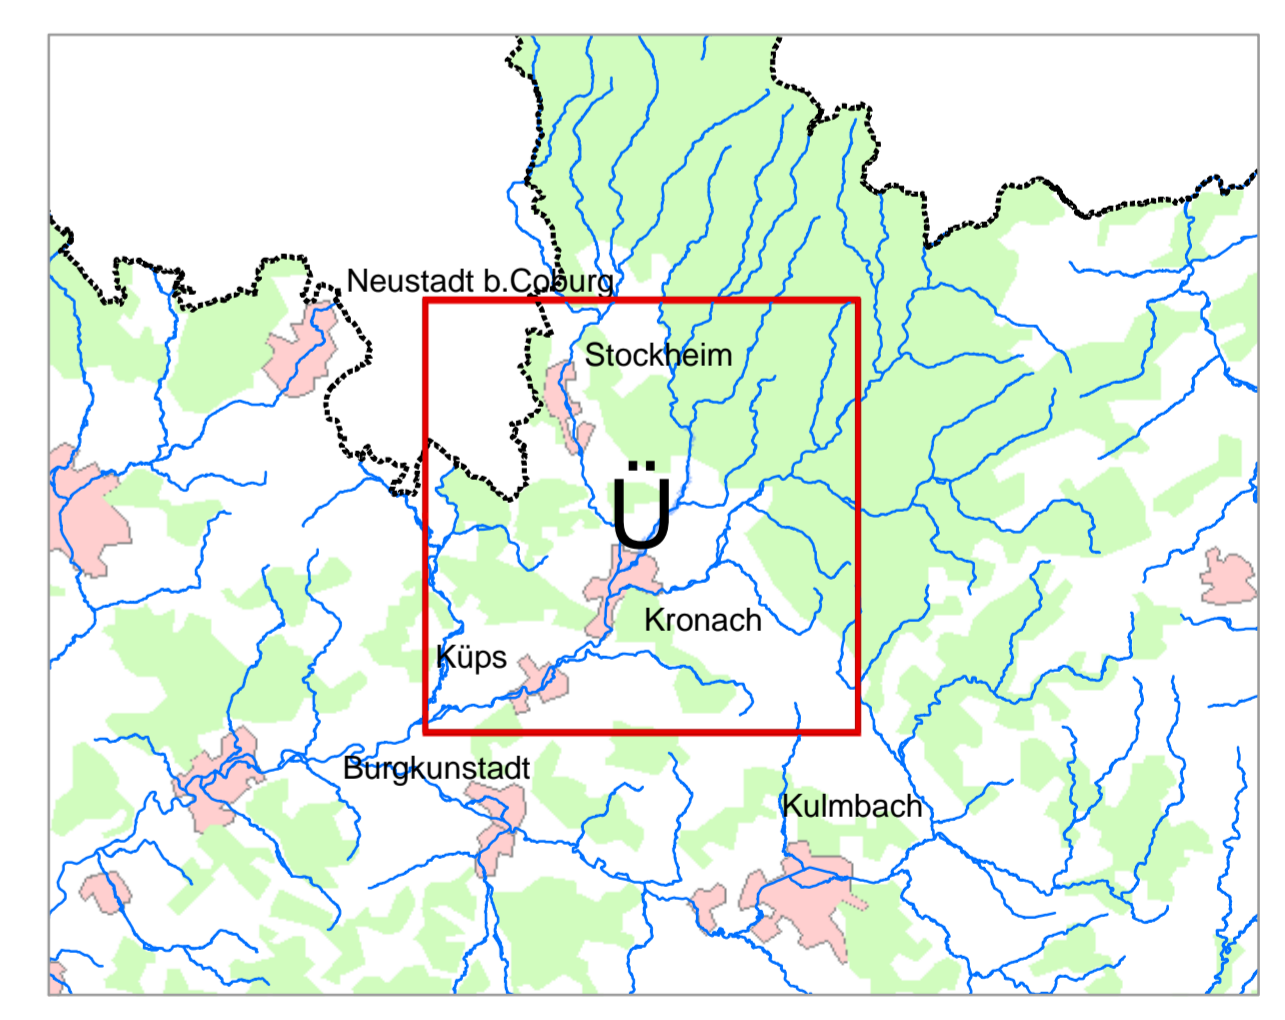 Neustadt b.Coburg
Stockheim
Ü
Kronach
Küps
Burgkunstadt
Kulmbach